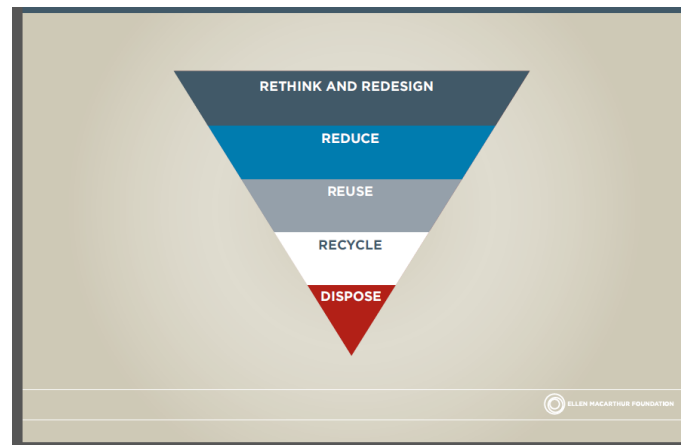 RETHINK AND REDESIGN
REDUCE
REUSE
RECYCLE
DISPOSE
ELLEN MACARTHUR FOUNDATION